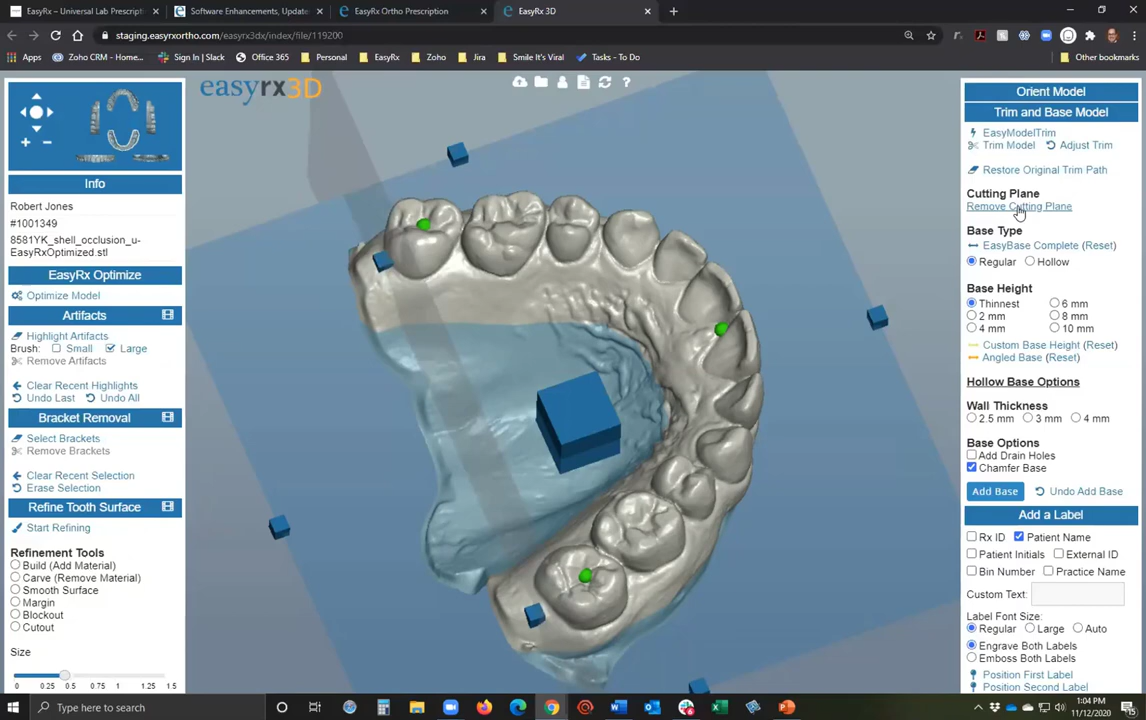 EasyRx – Universal Lab Prescripti
Software Enhancements, Update
EasyRx Ortho Prescription
EasyRx 3D
staging.easyrxortho.com/easyrx3dx/index/file/119200
Apps
Zoho CRM - Home...
Sign In | Slack
Office 365
Personal
EasyRx
Zoho
Jira
Smile It's Viral
Tasks - To Do
Other bookmarks
easyrx3D
Info
Robert Jones
#1001349
8581YK_shell_occlusion_u-
EasyRxOptimized.stl
EasyRx Optimize
Optimize Model
Artifacts
Highlight Artifacts
Brush: Small Large
Remove Artifacts
Clear Recent Highlights
Undo Last Undo All
Bracket Removal
Select Brackets
Remove Brackets
Clear Recent Selection
Erase Selection
Refine Tooth Surface
Start Refining
Refinement Tools
Build (Add Material)
Carve (Remove Material)
Smooth Surface
Margin
Blockout
Cutout
Size
0.25 0.5 0.75 1 1.25 1.5
Orient Model
Trim and Base Model
EasyModelTrim
Trim Model Adjust Trim
Restore Original Trim Path
Cutting Plane
Remove Cutting Plane
Base Type
EasyBase Complete (Reset)
Regular Hollow
Base Height
Thinnest 6 mm
2 mm 8 mm
4 mm 10 mm
Custom Base Height (Reset)
Angled Base (Reset)
Hollow Base Options
Wall Thickness
2.5 mm 3 mm 4 mm
Base Options
Add Drain Holes
Chamfer Base
Add Base Undo Add Base
Add a Label
Rx ID Patient Name
Patient Initials External ID
Bin Number Practice Name
Custom Text:
Label Font Size:
Regular Large Auto
Engrave Both Labels
Emboss Both Labels
Position First Label
Position Second Label
Type here to search
1:04 PM
11/12/2020